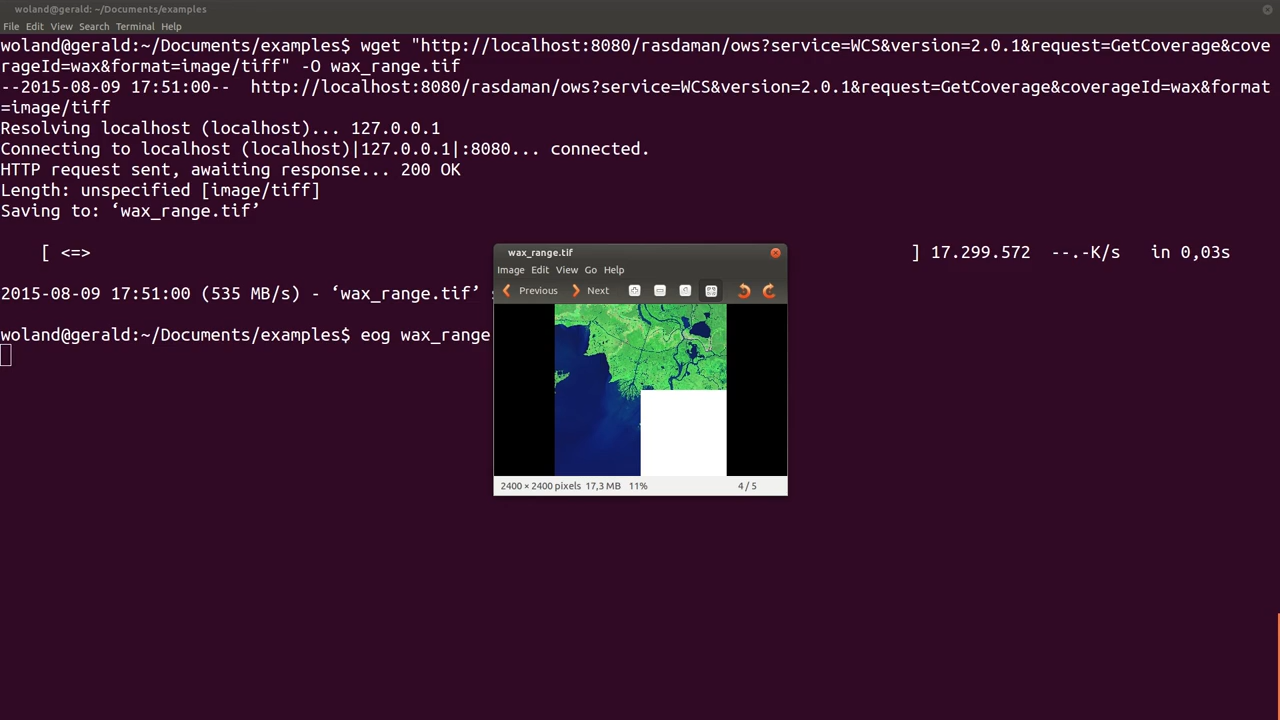 woland@gerald: ~/Documents/examples
File Edit View Search Terminal Help
woland@gerald:~/Documents/examples$ wget "http://localhost:8080/rasdaman/ows?service=WCS&version=2.0.1&request=GetCoverage&cove
rageId=wax&format=image/tiff" -O wax_range.tif
--2015-08-09 17:51:00-- http://localhost:8080/rasdaman/ows?service=WCS&version=2.0.1&request=GetCoverage&coverageId=wax&format
=image/tiff
Resolving localhost (localhost)... 127.0.0.1
Connecting to localhost (localhost)|127.0.0.1|:8080... connected.
HTTP request sent, awaiting response... 200 OK
Length: unspecified [image/tiff]
Saving to: ‘wax_range.tif’
[ <=> ] 17.299.572 --.-K/s in 0,03s
2015-08-09 17:51:00 (535 MB/s) - ‘wax_range.tif’
woland@gerald:~/Documents/examples$ eog wax_range
wax_range.tif
Image Edit View Go Help
Previous Next
2400 × 2400 pixels 17,3 MB 11% 4 / 5